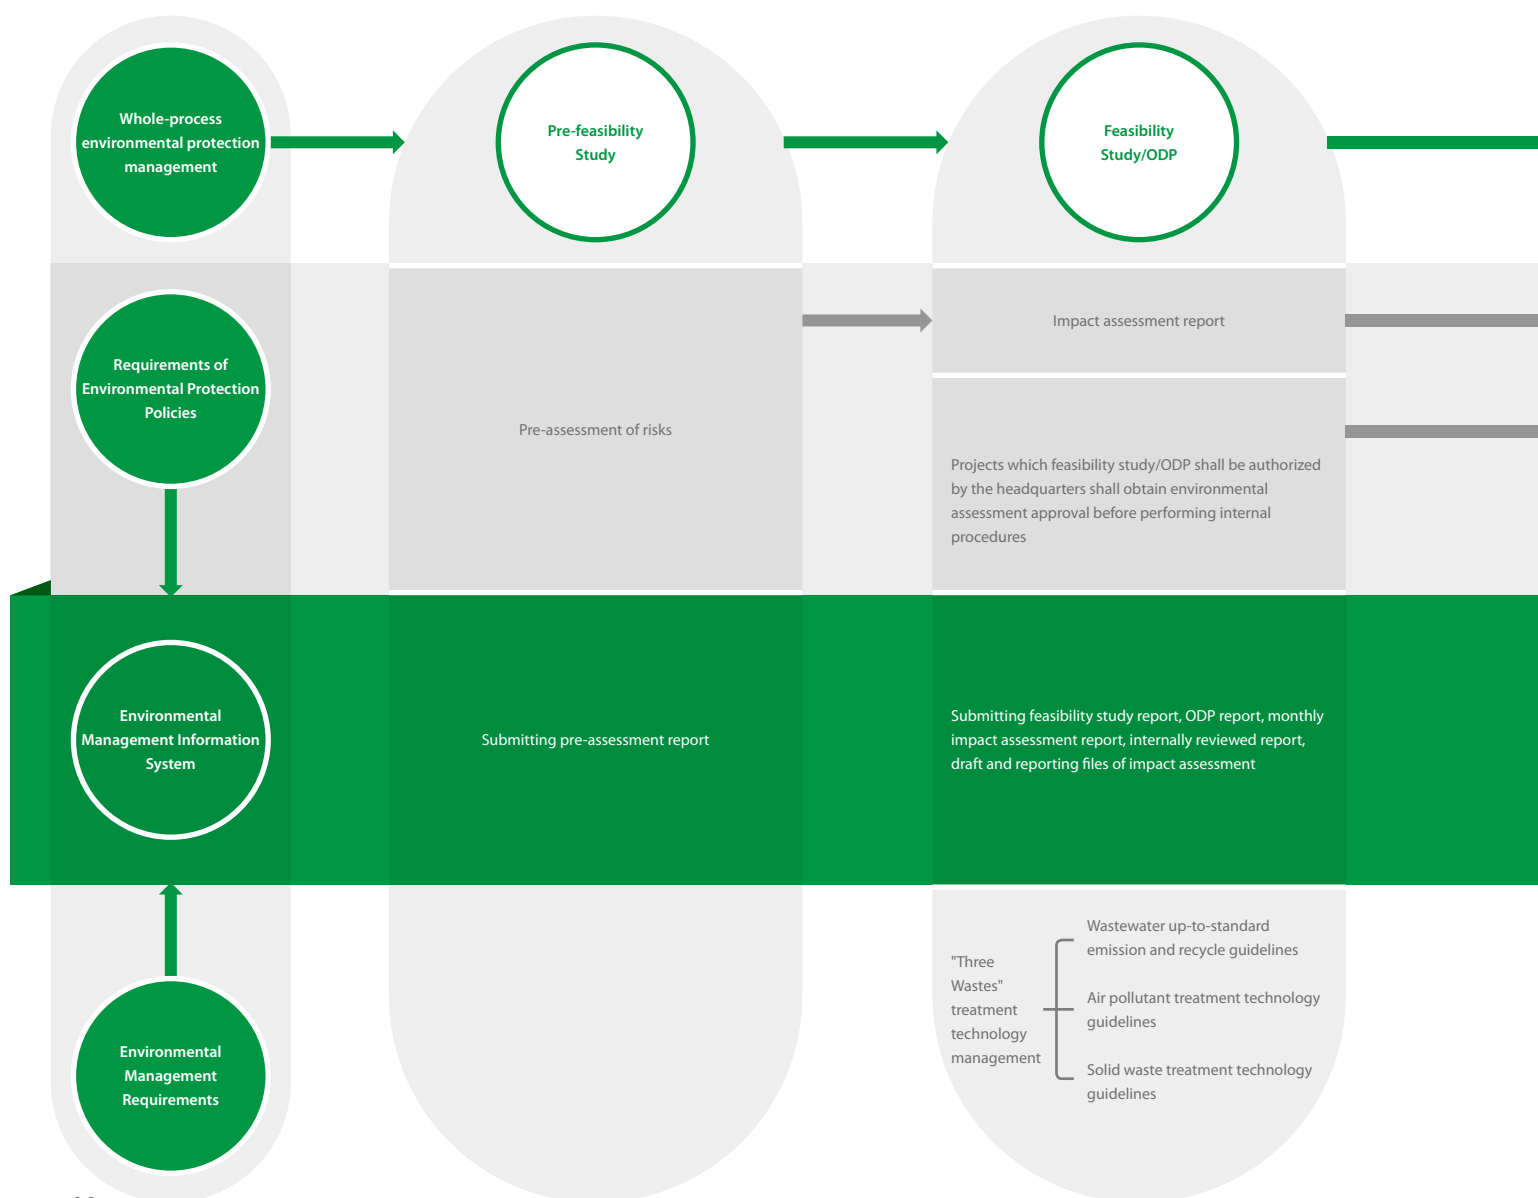 Whole-process
environmental protection
management
Pre-feasibility
Study
Feasibility
Study/ODP
Requirements of
Environmental Protection
Policies
Pre-assessment of risks
Impact assessment report
Projects which feasibility study/ODP shall be authorized
by the headquarters shall obtain environmental
assessment approval before performing internal
procedures
Environmental
Management Information
System
Submitting pre-assessment report
Submitting feasibility study report, ODP report, monthly
impact assessment report, internally reviewed report,
draft and reporting files of impact assessment
Environmental
Management
Requirements
"Three
Wastes"
treatment
technology
management
Wastewater up-to-standard
emission and recycle guidelines
Air pollutant treatment technology
guidelines
Solid waste treatment technology
guidelines